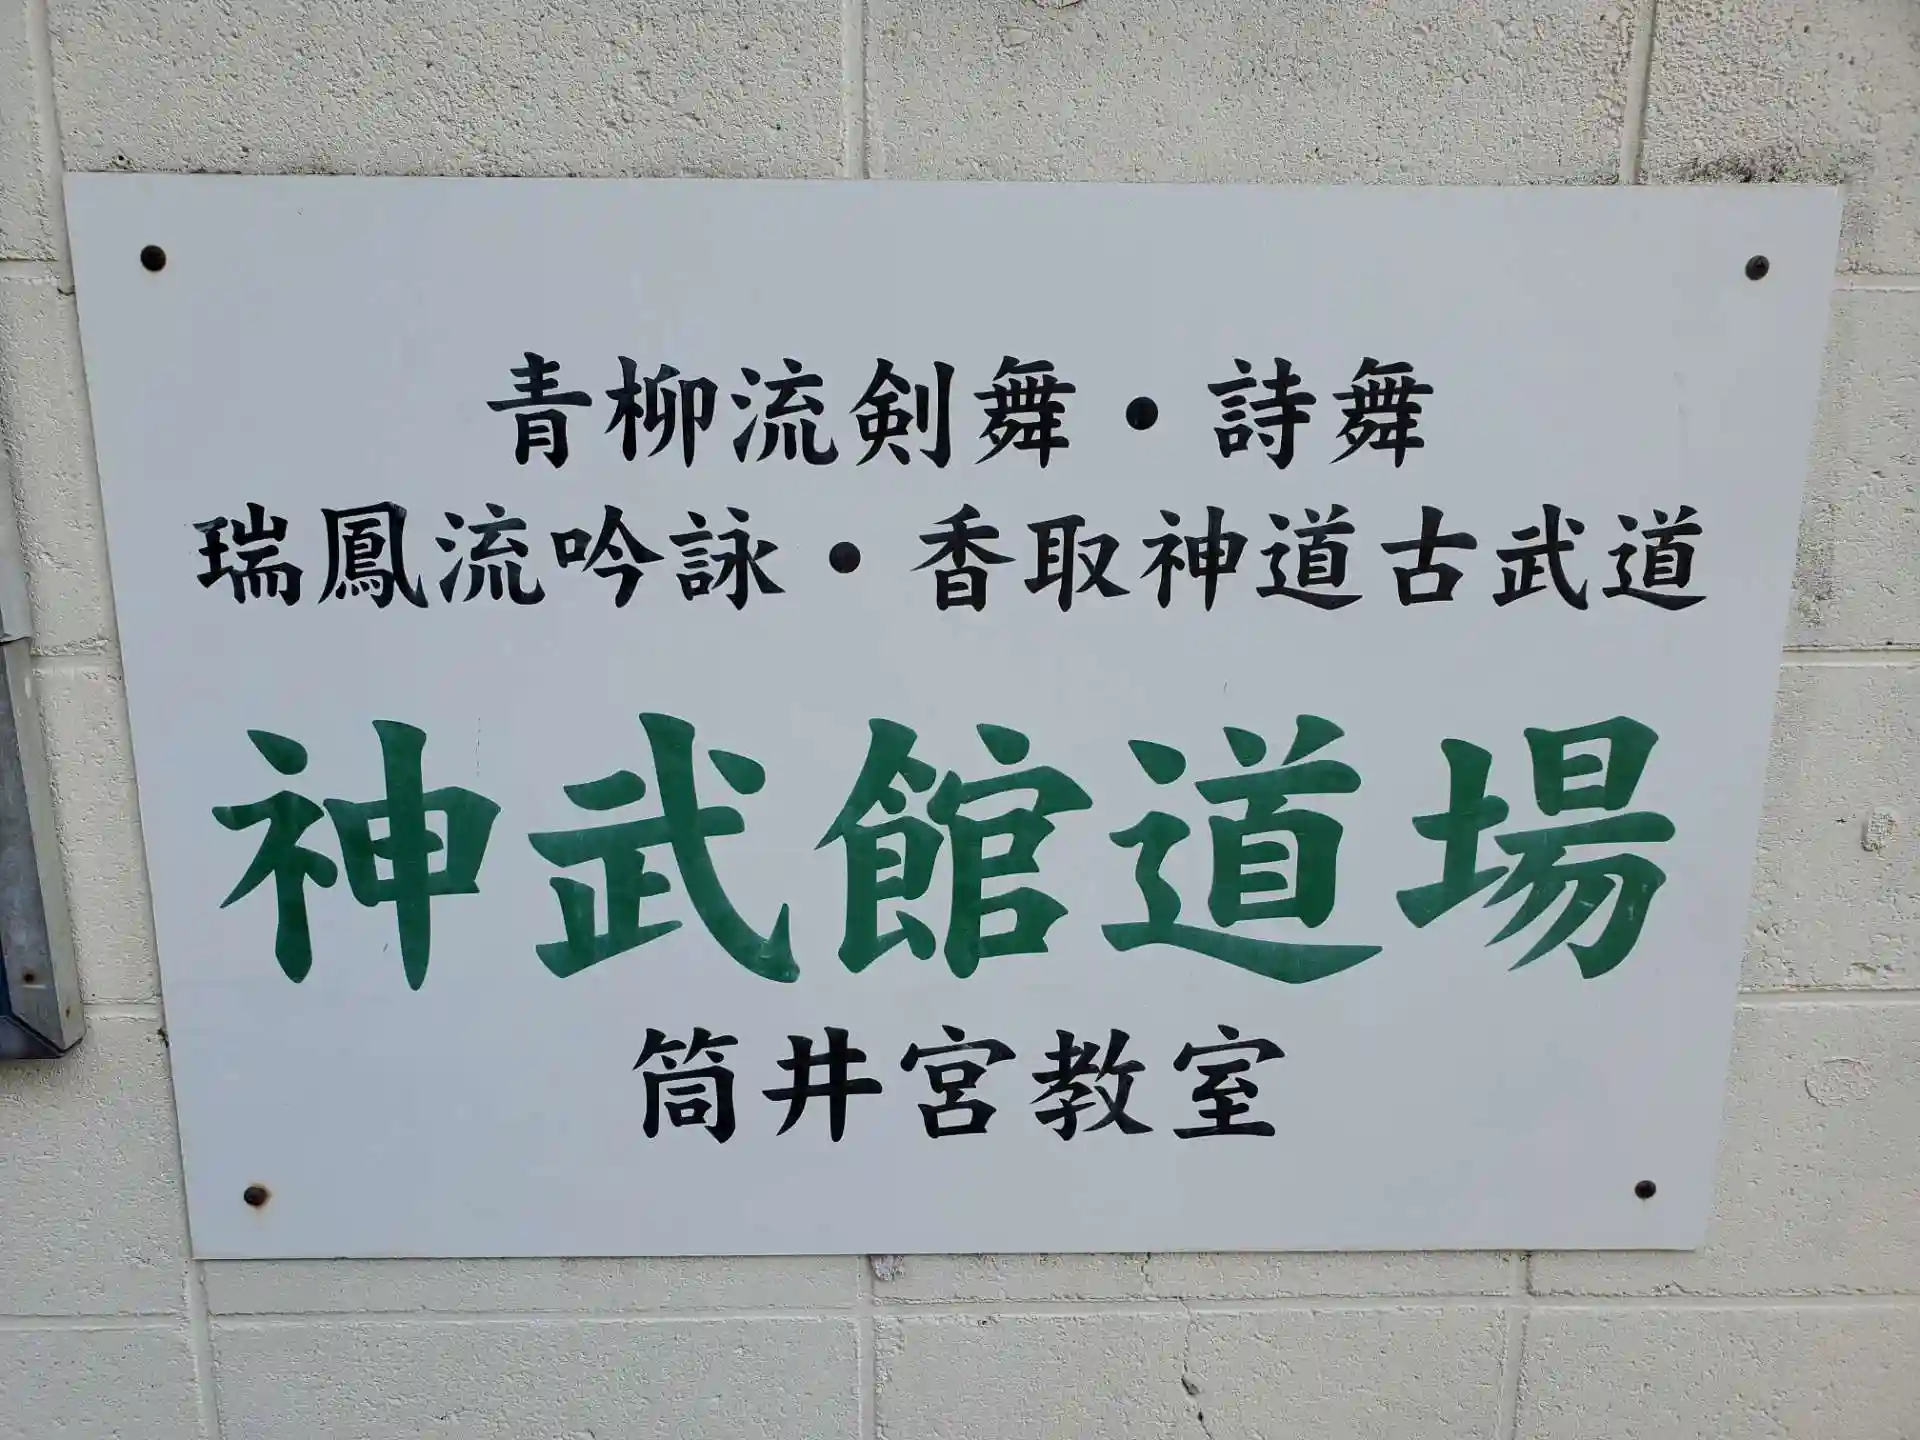 青柳流剣舞・詩舞
瑞鳳流吟詠・香取神道古武道
神武館道場
筒井宮教室